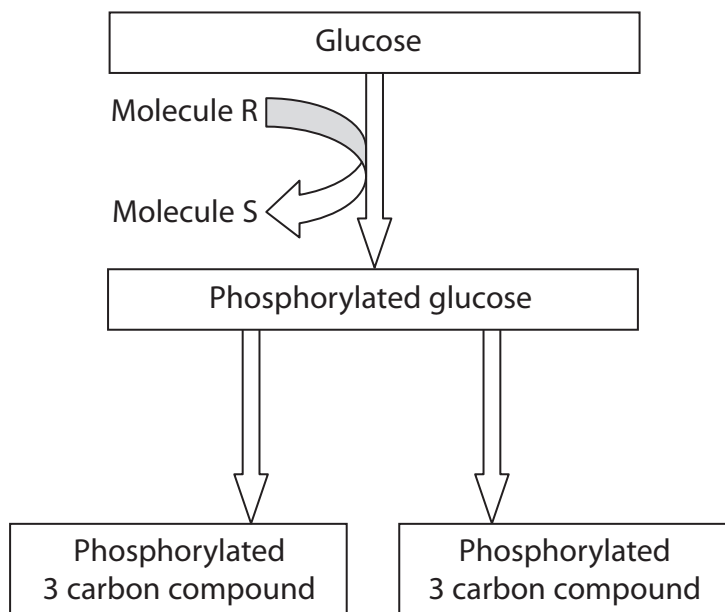 Glucose
Molecule R
Molecule S
Phosphorylated glucose
Phosphorylated
3 carbon compound
Phosphorylated
3 carbon compound